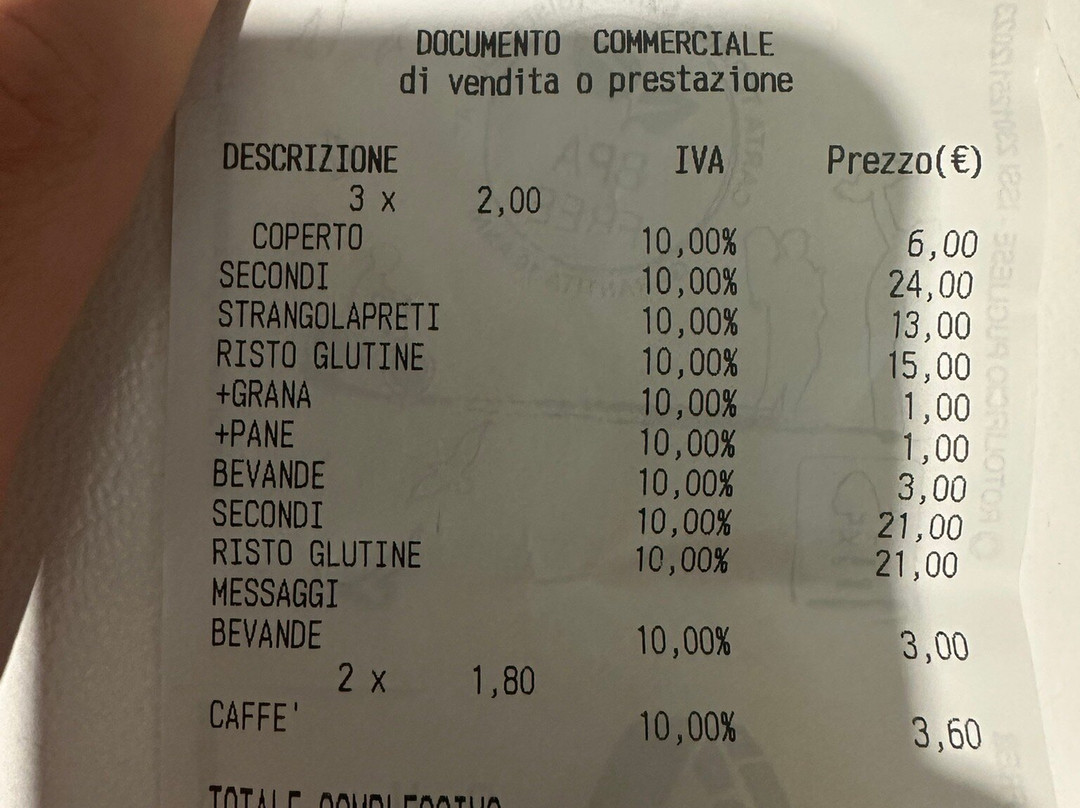 DOCUMENTO COMMERCIALE
di vendita o prestazione
DESCRIZIONE IVA Prezzo(€)
3 x 2,00
COPERTO 10,00% 6,00
SECONDI 10,00% 24,00
STRANGOLAPRETI 10,00% 13,00
RISTO GLUTINE 10,00% 15,00
+GRANA 10,00% 1,00
+PANE 10,00% 1,00
BEVANDE 10,00% 3,00
SECONDI 10,00% 21,00
RISTO GLUTINE 10,00% 21,00
MESSAGGI
BEVANDE 10,00% 3,00
2 x 1,80
CAFFE' 10,00% 3,60
TOTALE COMPLESSIVO